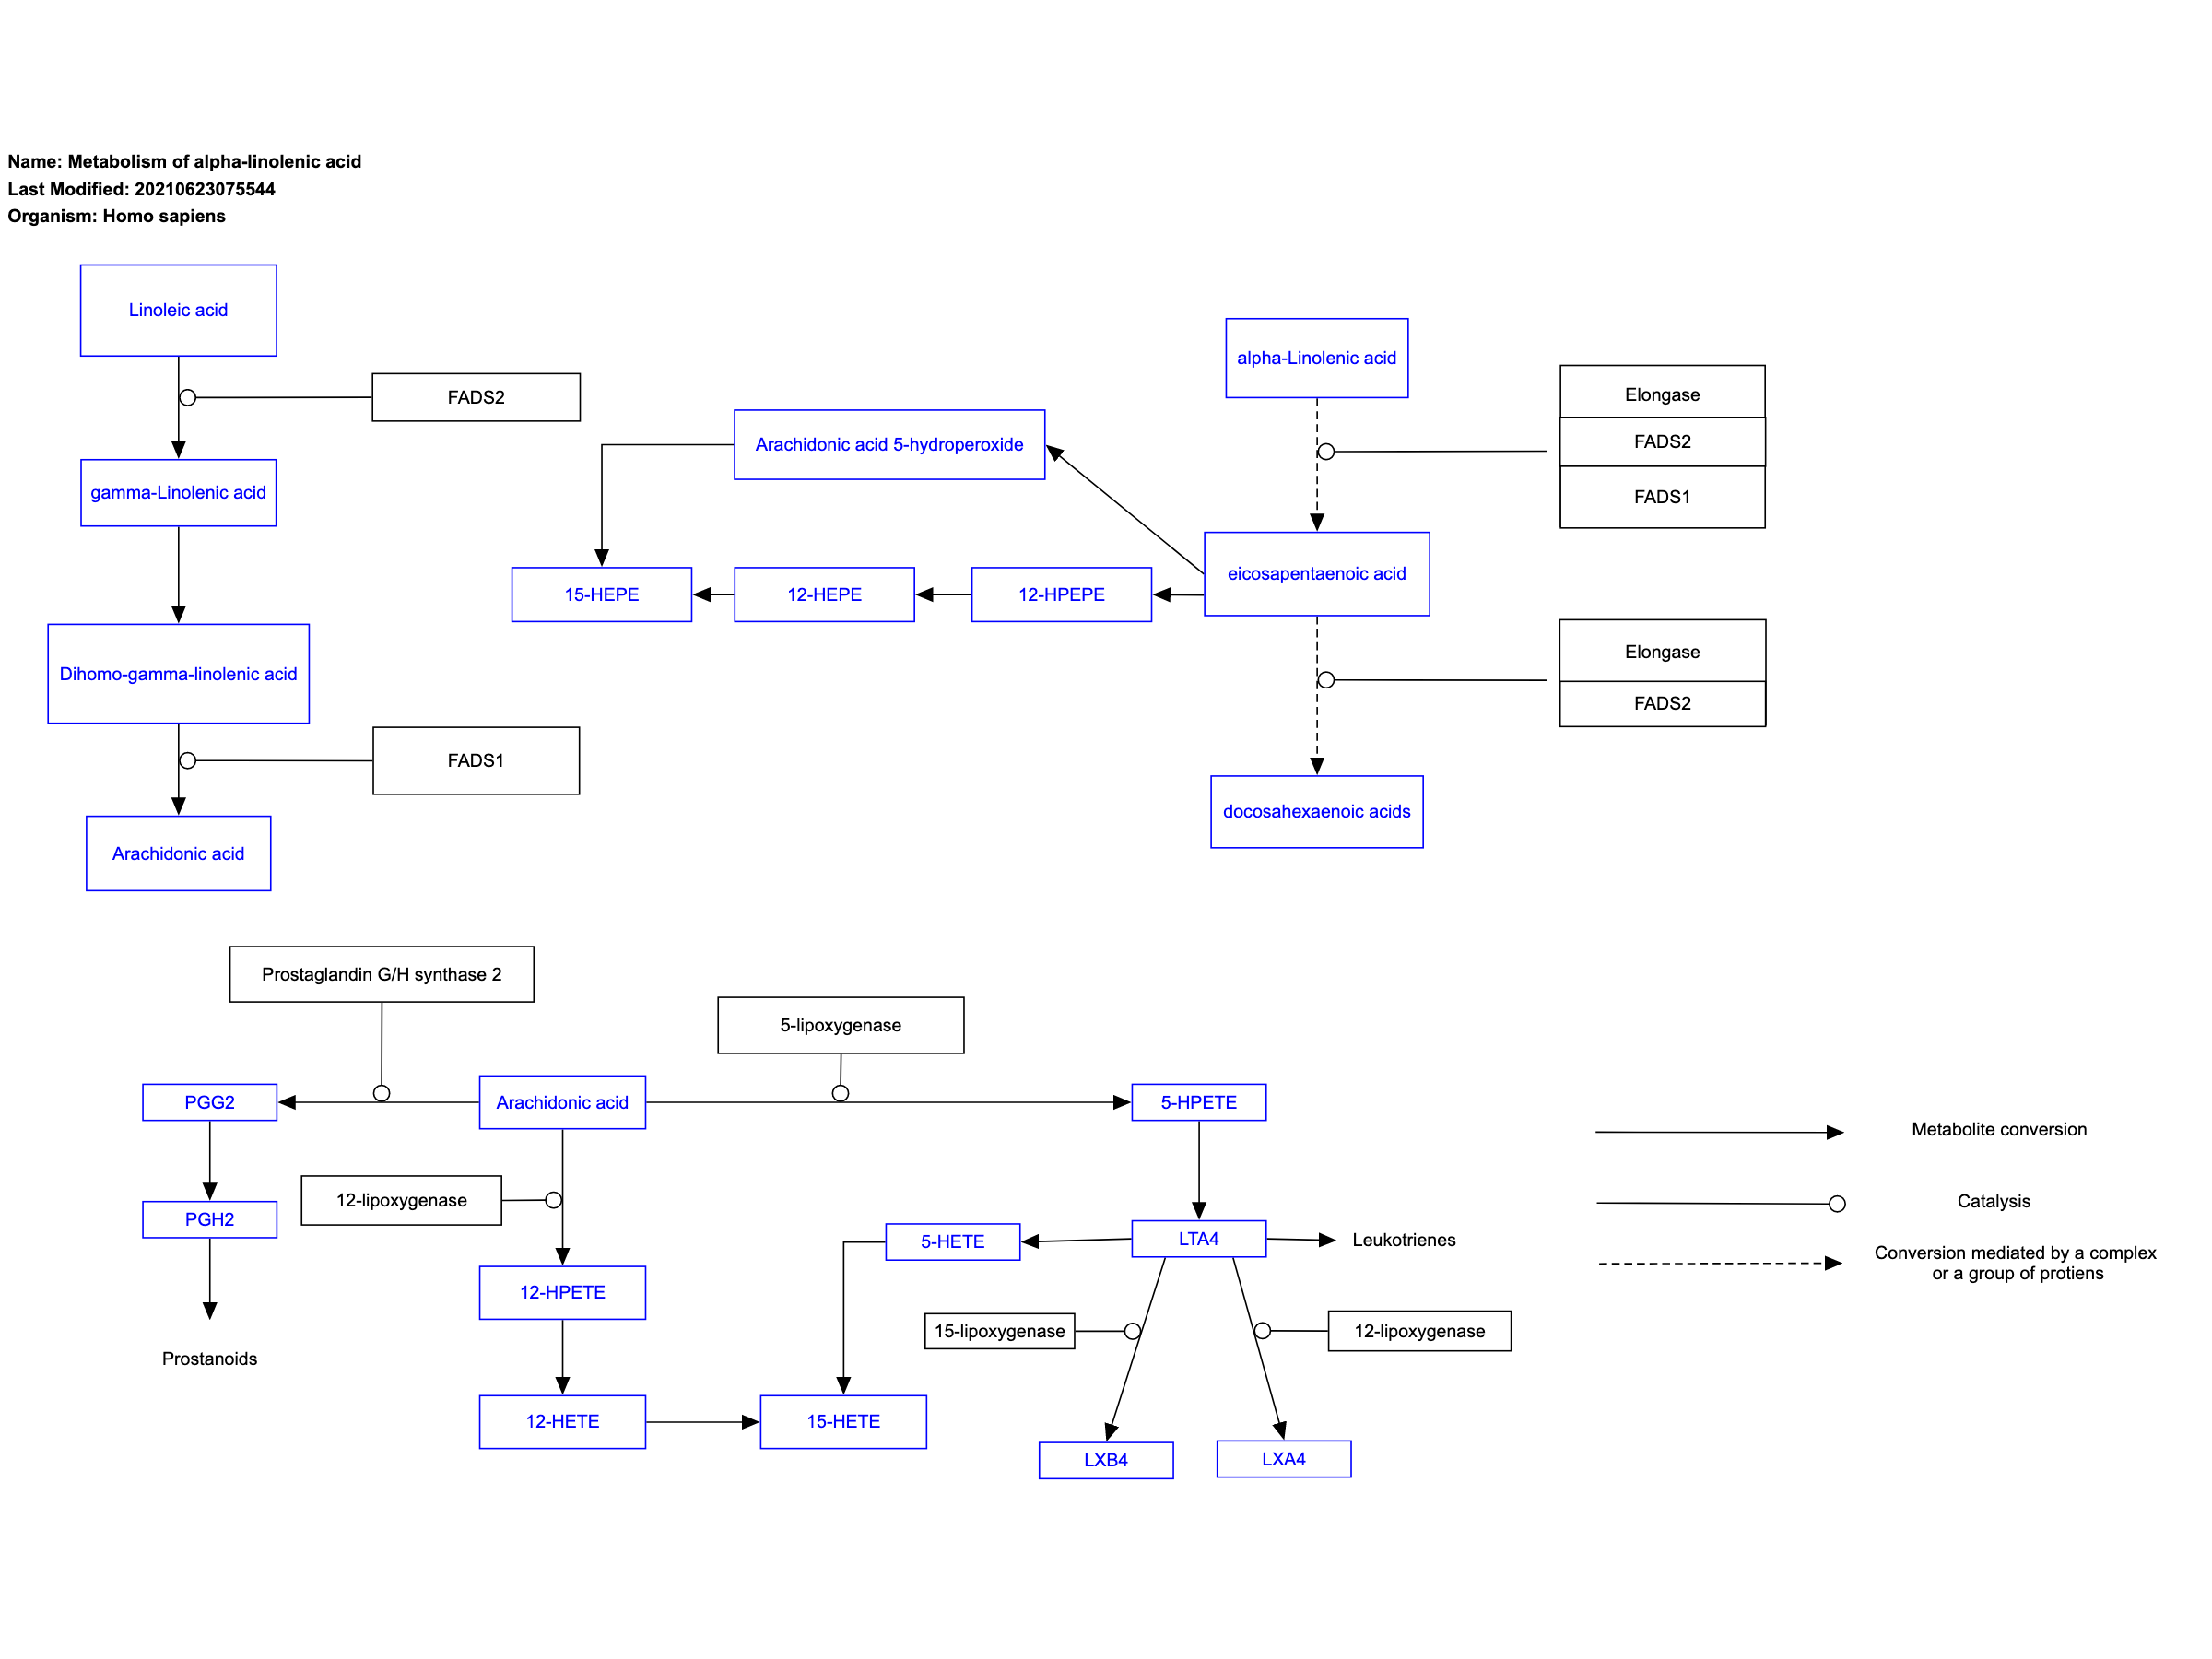 Name: Metabolism of alpha-linolenic acid
Last Modified: 20210623075544
Organism: Homo sapiens
Linoleic acid
FADS2
gamma-Linolenic acid
Dihomo-gamma-linolenic acid
FADS1
Arachidonic acid
alpha-Linolenic acid
Elongase
FADS2
FADS1
Arachidonic acid 5-hydroperoxide
eicosapentaenoic acid
15-HEPE
12-HEPE
12-HPEPE
Elongase
FADS2
docosahexaenoic acids
Prostaglandin G/H synthase 2
5-lipoxygenase
PGG2
Arachidonic acid
5-HPETE
12-lipoxygenase
PGH2
5-HETE
LTA4
Leukotrienes
12-HPETE
15-lipoxygenase
12-lipoxygenase
Prostanoids
12-HETE
15-HETE
LXB4
LXA4
Metabolite conversion
Catalysis
Conversion mediated by a complex
or a group of protiens